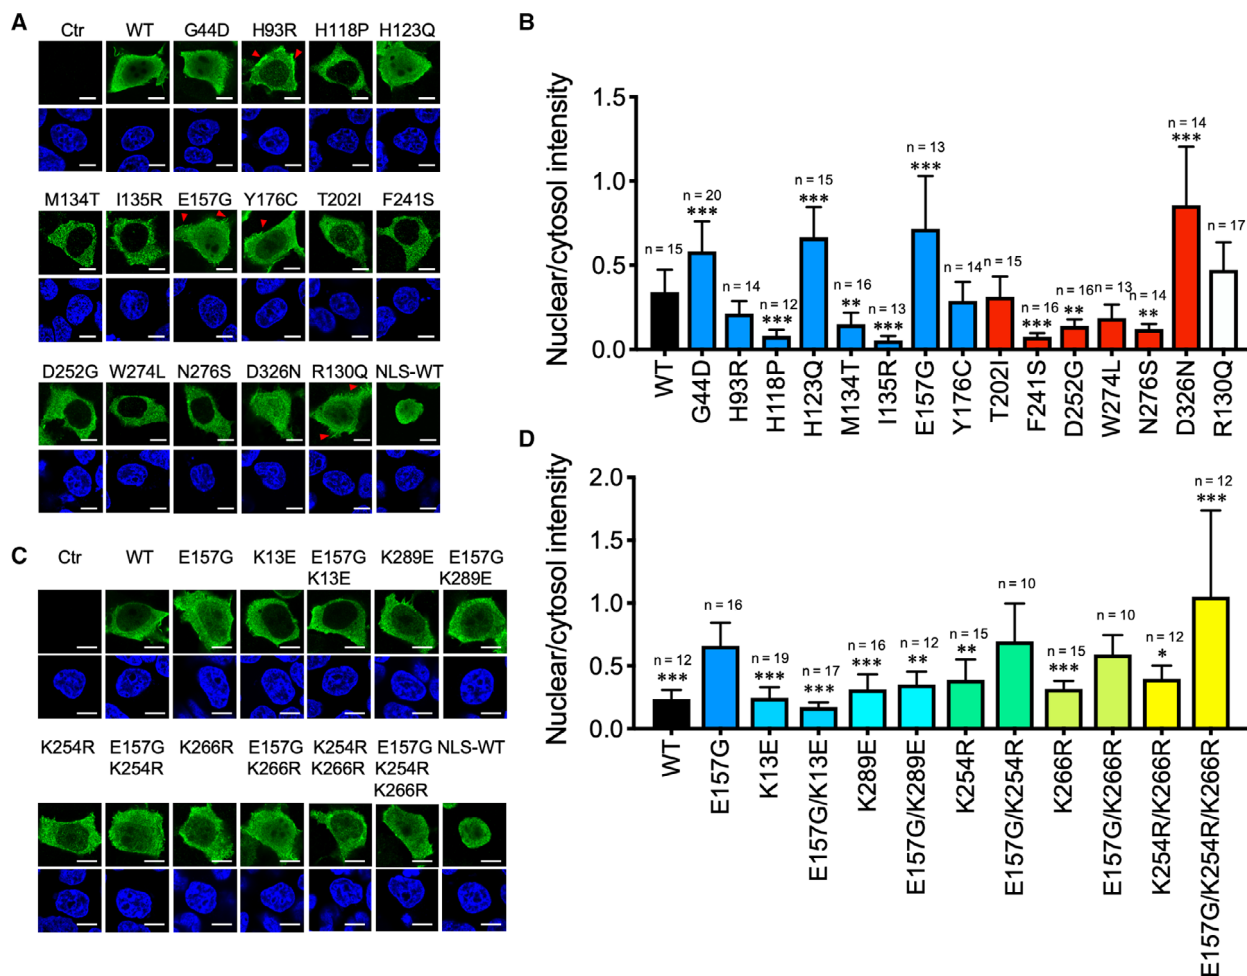 A
Ctr WT G44D H93R H118P H123Q
M134T I135R E157G Y176C T202I F241S
D252G W274L N276S D326N R130Q NLS-WT
B
Nuclear/cytosol intensity
1.5
1.0
0.5
0.0
n = 15
n = 20
***
n = 14
n = 12
***
n = 15
***
n = 16
**
n = 13
***
n = 13
***
n = 14
n = 15
n = 16
***
n = 16
**
n = 13
n = 14
**
n = 14
***
n = 17
WT
G44D
H93R
H118P
H123Q
M134T
I135R
E157G
Y176C
T202I
F241S
D252G
W274L
N276S
D326N
R130Q
C
Ctr WT E157G K13E E157G K289E E157G
K13E K289E
K254R E157G K266R E157G K254R E157G NLS-WT
K254R K266R K266R K254R
K266R
D
Nuclear/cytosol intensity
2.0
1.5
1.0
0.5
0.0
n = 12
***
n = 16
n = 19
***
n = 17
***
n = 16
***
n = 12
**
n = 15
**
n = 10
n = 15
***
n = 10
n = 12
*
n = 12
***
WT
E157G
K13E
E157G/K13E
K289E
E157G/K289E
K254R
E157G/K254R
K266R
E157G/K266R
K254R/K266R
E157G/K254R/K266R